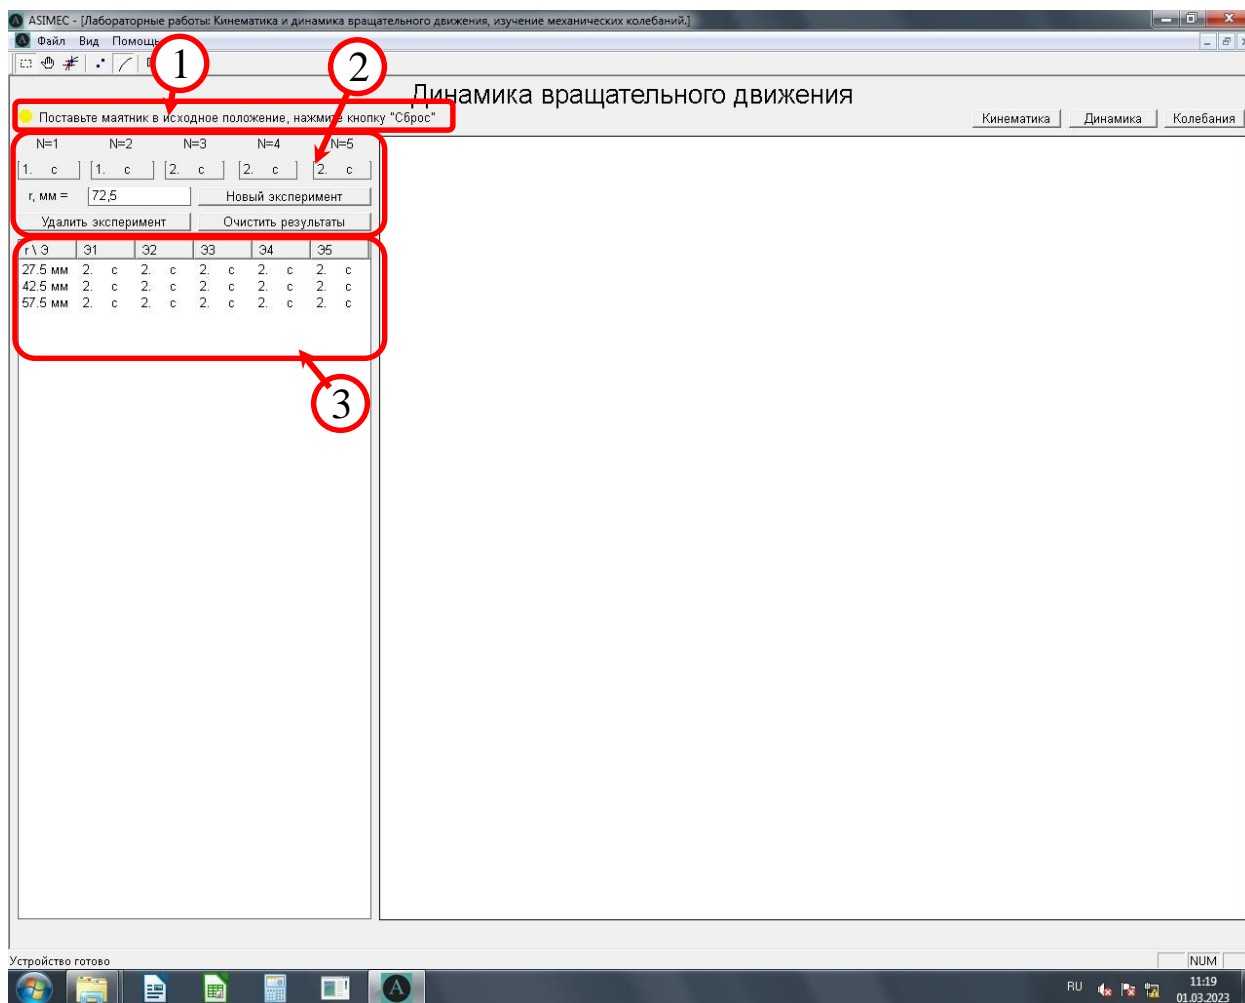 ASIMEC - [Лабораторные работы: Кинематика и динамика вращательного движения, изучение механических колебаний.]
Файл Вид Помощь
1 2
Динамика вращательного движения
Поставьте маятник в исходное положение, нажмите кнопку "Сброс"
Кинематика Динамика Колебания
N=1 N=2 N=3 N=4 N=5
1. с 1. с 2. с 2. с 2. с
r, мм = 72,5 Новый эксперимент
Удалить эксперимент Очистить результаты
r \ Э Э1 Э2 Э3 Э4 Э5
27.5 мм 2. с 2. с 2. с 2. с 2. с
42.5 мм 2. с 2. с 2. с 2. с 2. с
57.5 мм 2. с 2. с 2. с 2. с 2. с
3
Устройство готово
NUM
RU
11:19
01.03.2023